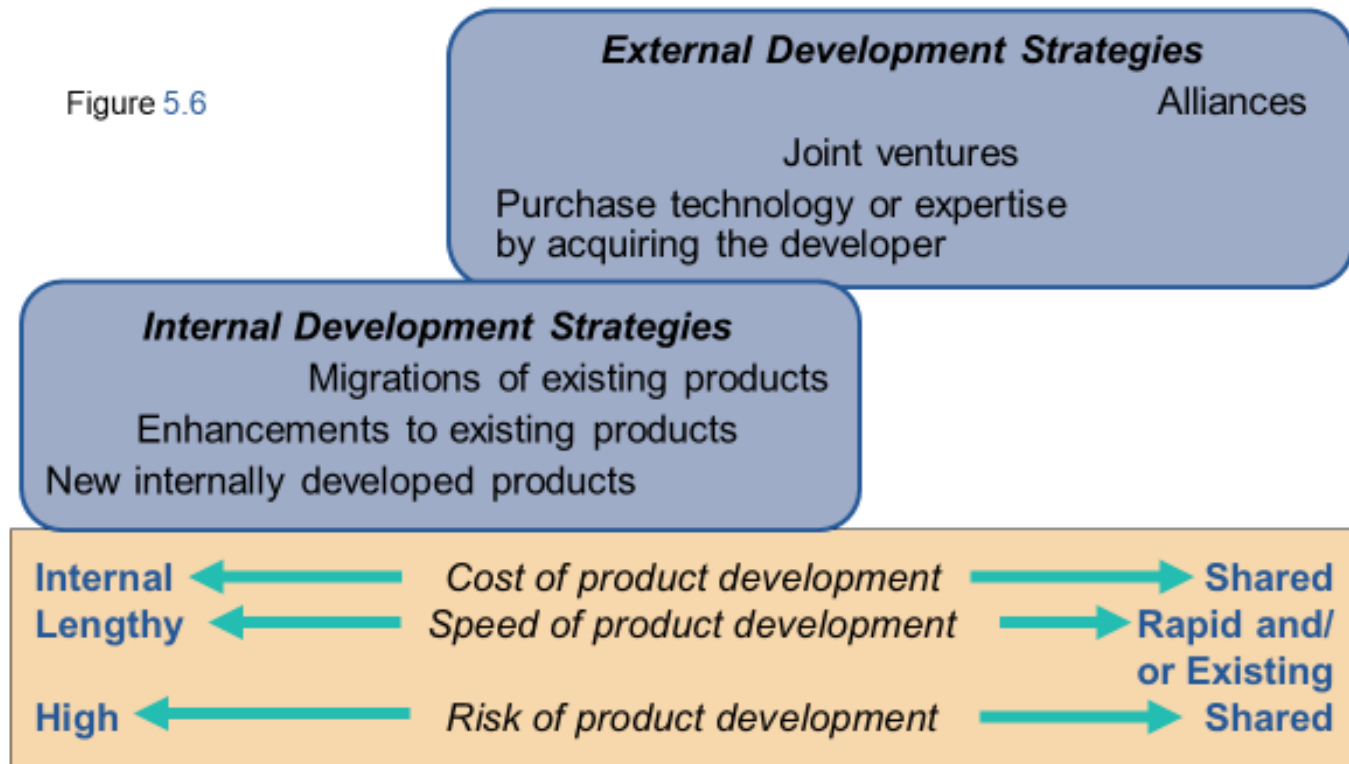 External Development Strategies
Figure 5.6
Alliances
Joint ventures
Purchase technology or expertise
by acquiring the developer
Internal Development Strategies
Migrations of existing products
Enhancements to existing products
New internally developed products
Internal Cost of product development Shared
Lengthy Speed of product development Rapid and/
or Existing
High Risk of product development Shared